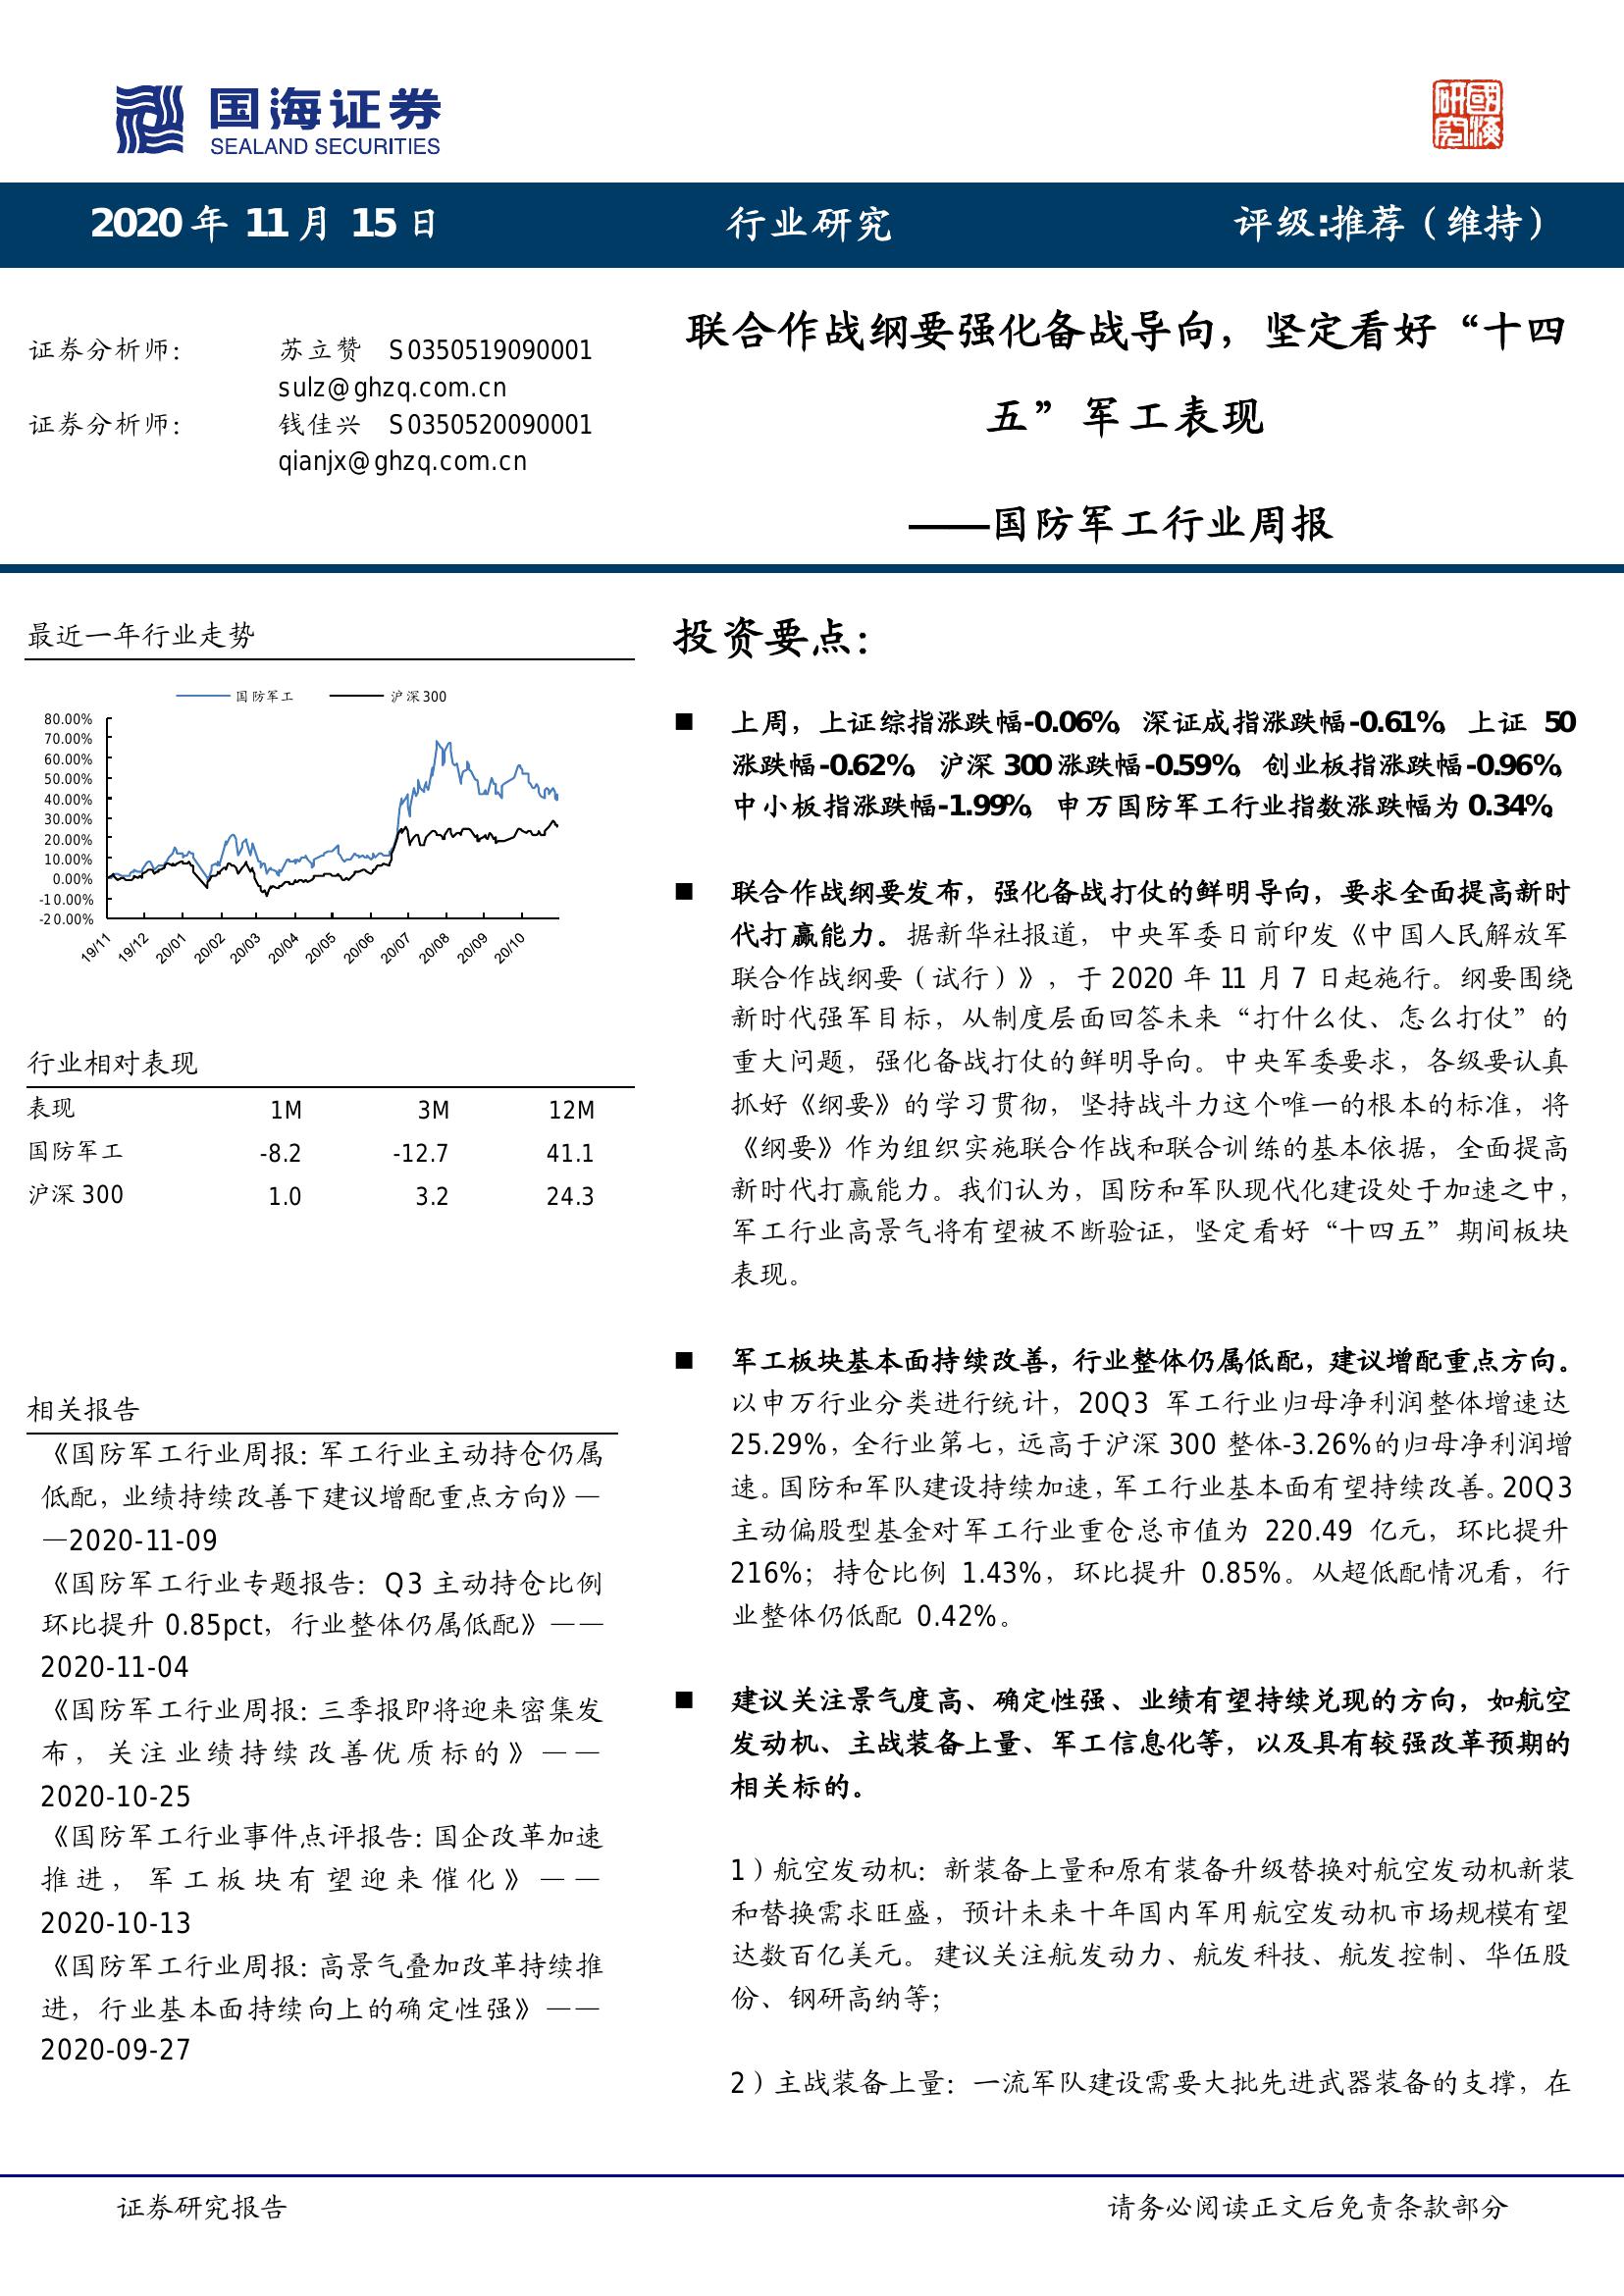 国海证券
SEALAND SECURITIES
國海研究
2020 年 11 月 15 日
行业研究
评级:推荐（维持）
证券分析师：
苏立赞 S0350519090001
sulz@ghzq.com.cn
证券分析师：
钱佳兴 S0350520090001
qianjx@ghzq.com.cn
联合作战纲要强化备战导向，坚定看好“十四
五”军工表现
——国防军工行业周报
最近一年行业走势
国防军工
沪深300
80.00%
70.00%
60.00%
50.00%
40.00%
30.00%
20.00%
10.00%
0.00%
-10.00%
-20.00%
19/11 19/12 20/01 20/02 20/03 20/04 20/05 20/06 20/07 20/08 20/09 20/10
行业相对表现
表现 1M 3M 12M
国防军工 -8.2 -12.7 41.1
沪深 300 1.0 3.2 24.3
相关报告
《国防军工行业周报：军工行业主动持仓仍属
低配，业绩持续改善下建议增配重点方向》—
—2020-11-09
《国防军工行业专题报告：Q3 主动持仓比例
环比提升 0.85pct，行业整体仍属低配》——
2020-11-04
《国防军工行业周报：三季报即将迎来密集发
布，关注业绩持续改善优质标的》——
2020-10-25
《国防军工行业事件点评报告：国企改革加速
推进，军工板块有望迎来催化》——
2020-10-13
《国防军工行业周报：高景气叠加改革持续推
进，行业基本面持续向上的确定性强》——
2020-09-27
投资要点：
■ 上周，上证综指涨跌幅-0.06%，深证成指涨跌幅-0.61%，上证 50
涨跌幅-0.62%，沪深 300 涨跌幅-0.59%，创业板指涨跌幅-0.96%，
中小板指涨跌幅-1.99%，申万国防军工行业指数涨跌幅为 0.34%。
■ 联合作战纲要发布，强化备战打仗的鲜明导向，要求全面提高新时
代打赢能力。据新华社报道，中央军委日前印发《中国人民解放军
联合作战纲要（试行）》，于 2020 年 11 月 7 日起施行。纲要围绕
新时代强军目标，从制度层面回答未来“打什么仗、怎么打仗”的
重大问题，强化备战打仗的鲜明导向。中央军委要求，各级要认真
抓好《纲要》的学习贯彻，坚持战斗力这个唯一的根本的标准，将
《纲要》作为组织实施联合作战和联合训练的基本依据，全面提高
新时代打赢能力。我们认为，国防和军队现代化建设处于加速之中，
军工行业高景气将有望被不断验证，坚定看好“十四五”期间板块
表现。
■ 军工板块基本面持续改善，行业整体仍属低配，建议增配重点方向。
以申万行业分类进行统计，20Q3 军工行业归母净利润整体增速达
25.29%，全行业第七，远高于沪深 300 整体-3.26%的归母净利润增
速。国防和军队建设持续加速，军工行业基本面有望持续改善。20Q3
主动偏股型基金对军工行业重仓总市值为 220.49 亿元，环比提升
216%；持仓比例 1.43%，环比提升 0.85%。从超低配情况看，行
业整体仍低配 0.42%。
■ 建议关注景气度高、确定性强、业绩有望持续兑现的方向，如航空
发动机、主战装备上量、军工信息化等，以及具有较强改革预期的
相关标的。
1）航空发动机：新装备上量和原有装备升级替换对航空发动机新装
和替换需求旺盛，预计未来十年国内军用航空发动机市场规模有望
达数百亿美元。建议关注航发动力、航发科技、航发控制、华伍股
份、钢研高纳等；
2）主战装备上量：一流军队建设需要大批先进武器装备的支撑，在
证券研究报告
请务必阅读正文后免责条款部分